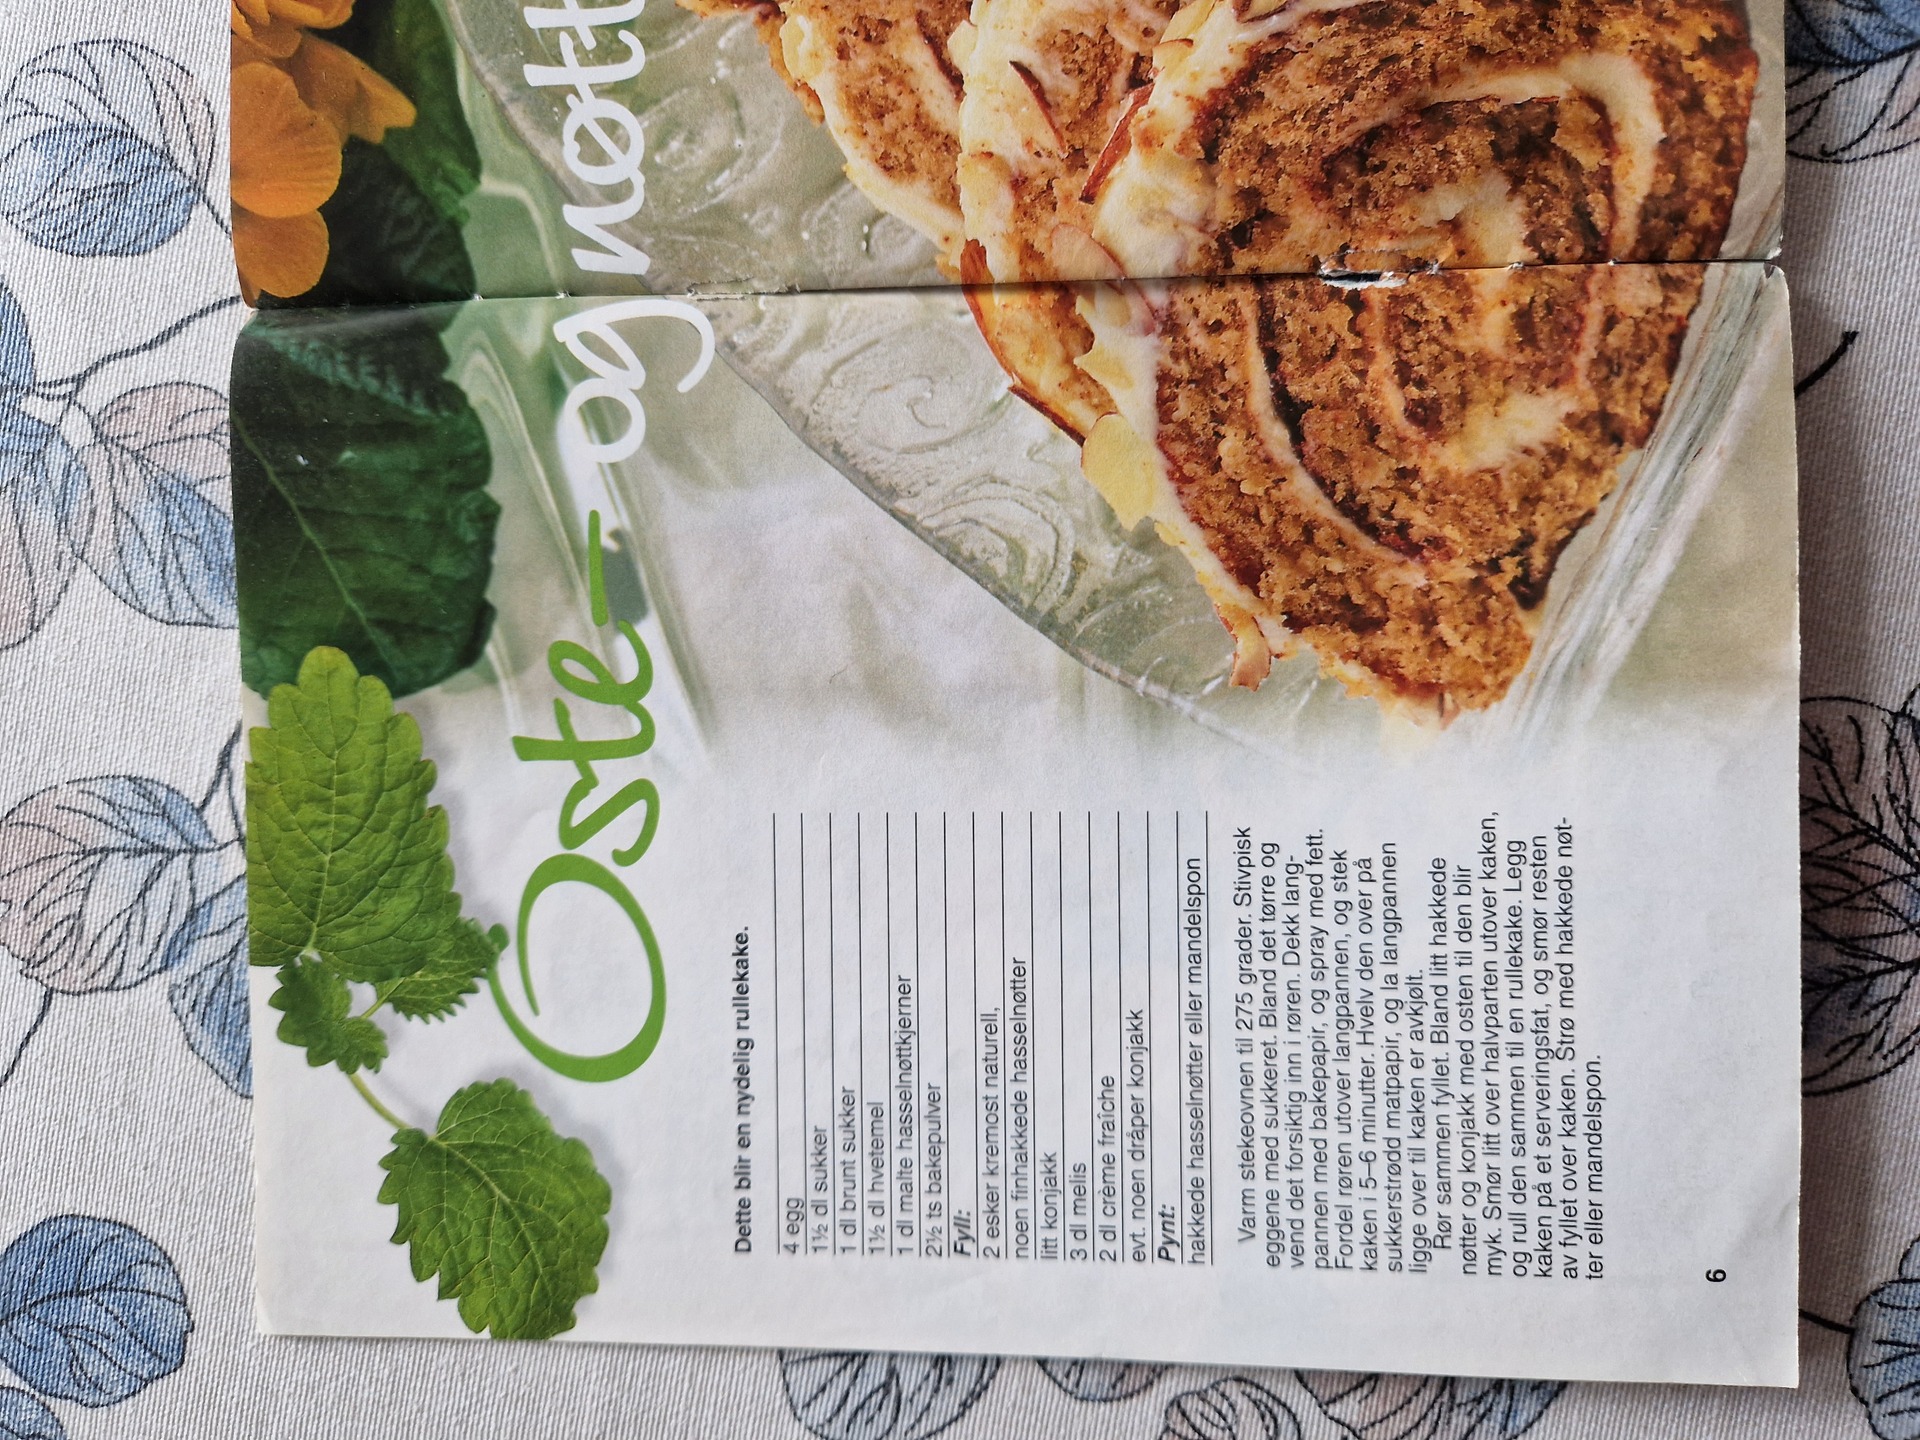 Oste- og nøtt
Dette blir en nydelig rullekake.
4 egg
1½ dl sukker
1 dl brunt sukker
1½ dl hvetemel
1 dl malte hasselnøttkjerner
2½ ts bakepulver
Fyll:
2 esker kremost naturell,
noen finhakkede hasselnøtter
litt konjakk
3 dl melis
2 dl crème fraîche
evt. noen dråper konjakk
Pynt:
hakkede hasselnøtter eller mandelspon
Varm stekeovnen til 275 grader. Stivpisk
eggene med sukkeret. Bland det tørre og
vend det forsiktig inn i røren. Dekk lang-
pannen med bakepapir, og spray med fett.
Fordel røren utover langpannen, og stek
kaken i 5–6 minutter. Hvelv den over på
sukkerstrødd matpapir, og la langpannen
ligge over til kaken er avkjølt.
Rør sammen fyllet. Bland litt hakkede
nøtter og konjakk med osten til den blir
myk. Smør litt over halvparten utover kaken,
og rull den sammen til en rullekake. Legg
kaken på et serveringsfat, og smør resten
av fyllet over kaken. Strø med hakkede nøt-
ter eller mandelspon.
6